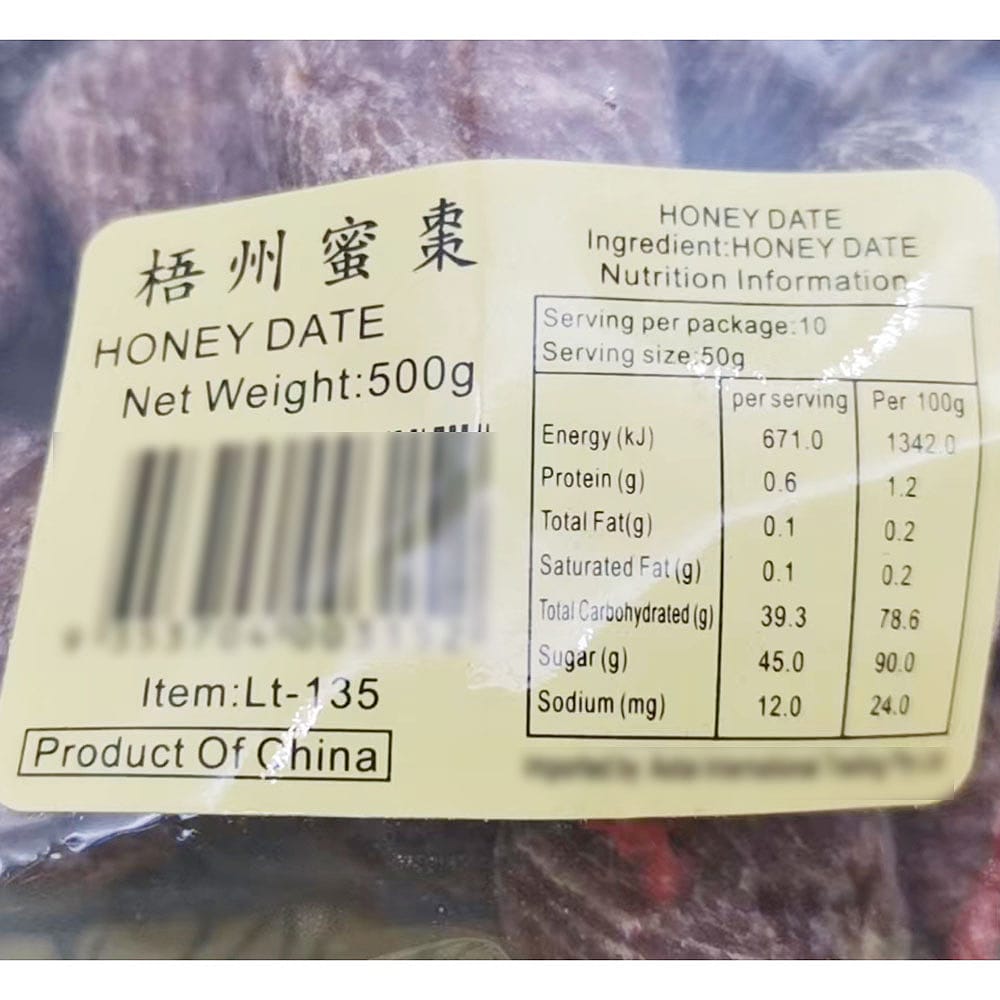 梧州蜜棗
HONEY DATE
Net Weight:500g
Item:Lt-135
Product Of China
HONEY DATE
Ingredient:HONEY DATE
Nutrition Information
Serving per package:10
Serving size:50g
per serving Per 100g
Energy (kJ) 671.0 1342.0
Protein (g) 0.6 1.2
Total Fat(g) 0.1 0.2
Saturated Fat (g) 0.1 0.2
Total Carbohydrated (g) 39.3 78.6
Sugar (g) 45.0 90.0
Sodium (mg) 12.0 24.0